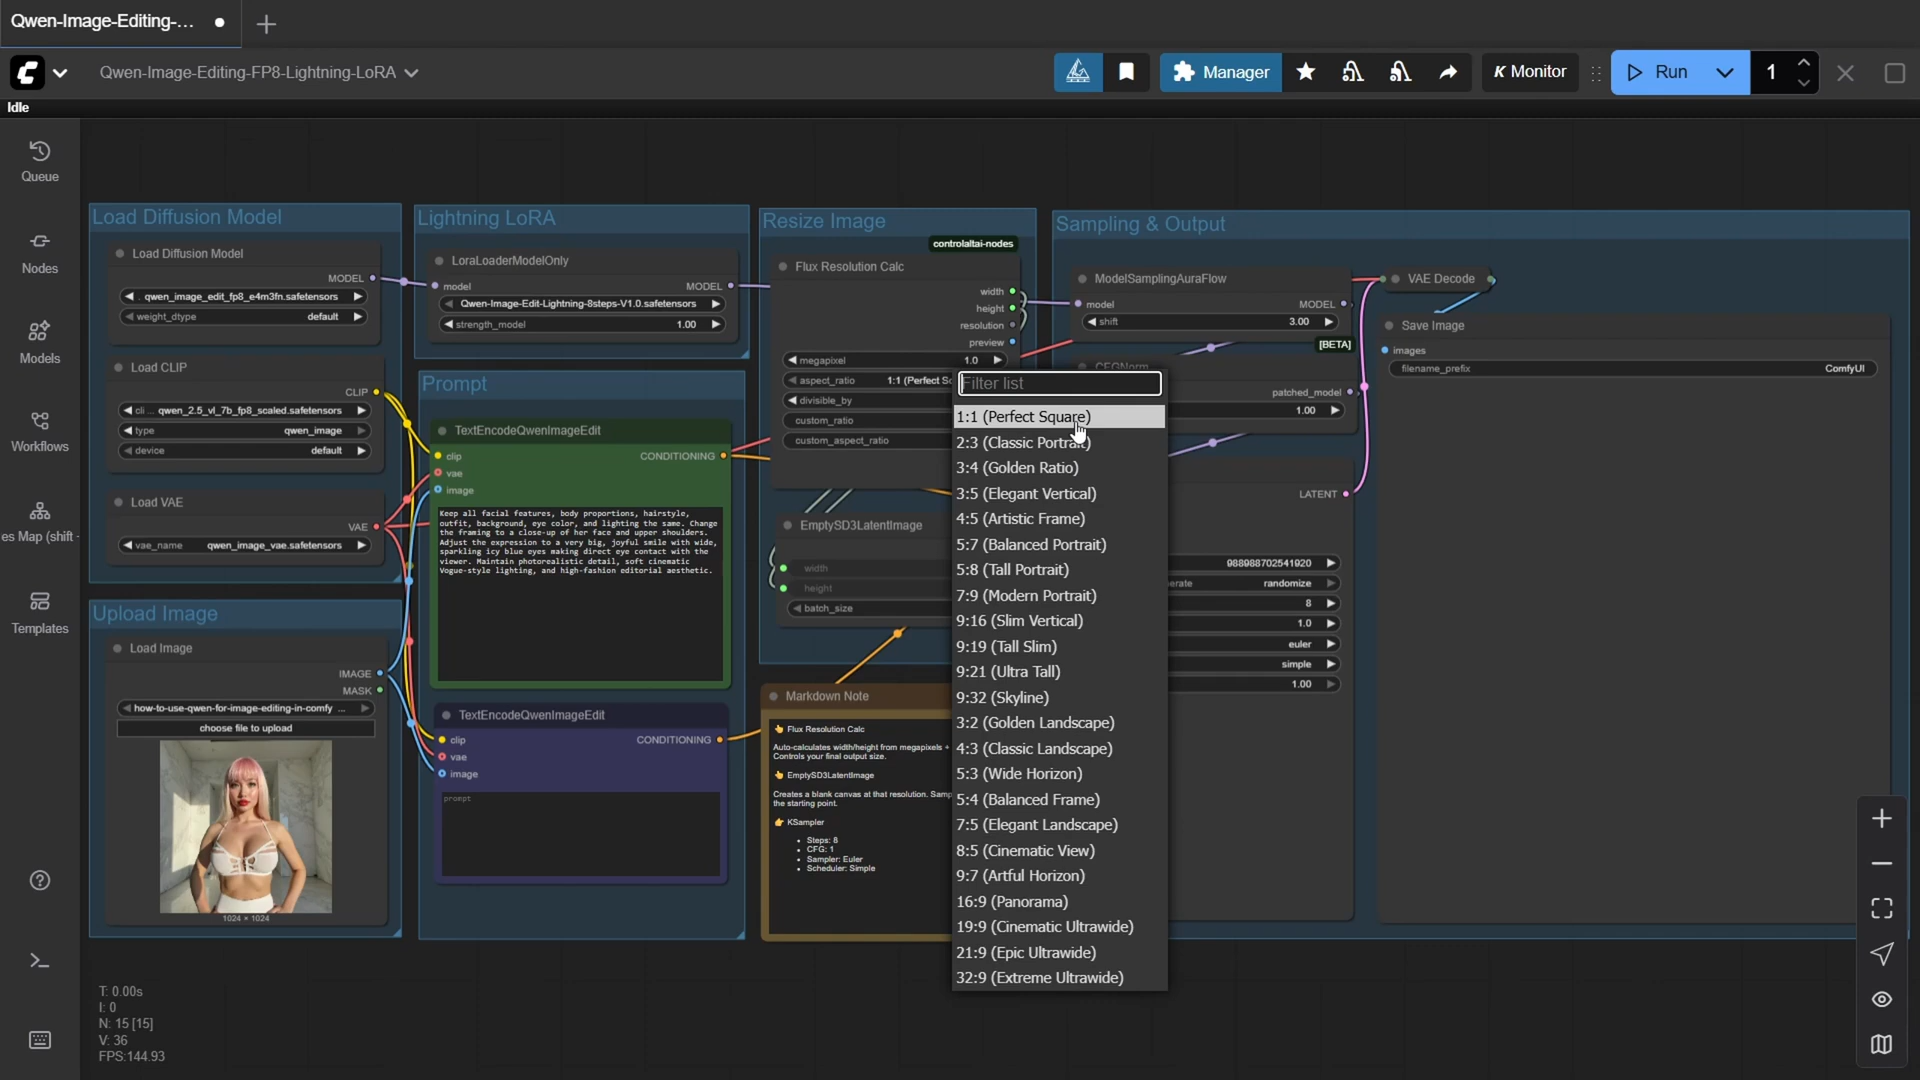 Qwen-Image-Editing-...
Qwen-Image-Editing-FP8-Lightning-LoRA
Manager
K Monitor
Run
1
Idle
Queue
Nodes
Models
Workflows
es Map (shift
Templates
Load Diffusion Model
Load Diffusion Model
MODEL
qwen_image_edit_fp8_e4m3fn.safetensors
weight_dtype default
Load CLIP
CLIP
cli ... qwen_2.5_vl_7b_fp8_scaled.safetensors
type qwen_image
device default
Load VAE
VAE
vae_name qwen_image_vae.safetensors
Upload Image
Load Image
IMAGE
MASK
how-to-use-qwen-for-image-editing-in-comfy ...
choose file to upload
1024 × 1024
Lightning LoRA
LoraLoaderModelOnly
model MODEL
Qwen-Image-Edit-Lightning-8steps-V1.0.safetensors
strength_model 1.00
Prompt
TextEncodeQwenImageEdit
clip CONDITIONING
vae
image
Keep all facial features, body proportions, hairstyle,
outfit, background, eye color, and lighting the same. Change
the framing to a close-up of her face and upper shoulders.
Adjust the expression to a very big, joyful smile with wide,
sparkling icy blue eyes making direct eye contact with the
viewer. Maintain photorealistic detail, soft cinematic
Vogue-style lighting, and high-fashion editorial aesthetic.
TextEncodeQwenImageEdit
clip CONDITIONING
vae
image
prompt
Resize Image
controlaltai-nodes
Flux Resolution Calc
width
height
resolution
preview
megapixel 1.0
aspect_ratio 1:1 (Perfect Sc
divisible_by
custom_ratio
custom_aspect_ratio
EmptySD3LatentImage
width
height
batch_size
Markdown Note
Flux Resolution Calc
Auto-calculates width/height from megapixels +
Controls your final output size.
EmptySD3LatentImage
Creates a blank canvas at that resolution. Samp
the starting point.
KSampler
Steps: 8
CFG: 1
Sampler: Euler
Scheduler: Simple
Filter list
1:1 (Perfect Square)
2:3 (Classic Portrait)
3:4 (Golden Ratio)
3:5 (Elegant Vertical)
4:5 (Artistic Frame)
5:7 (Balanced Portrait)
5:8 (Tall Portrait)
7:9 (Modern Portrait)
9:16 (Slim Vertical)
9:19 (Tall Slim)
9:21 (Ultra Tall)
9:32 (Skyline)
3:2 (Golden Landscape)
4:3 (Classic Landscape)
5:3 (Wide Horizon)
5:4 (Balanced Frame)
7:5 (Elegant Landscape)
8:5 (Cinematic View)
9:7 (Artful Horizon)
16:9 (Panorama)
19:9 (Cinematic Ultrawide)
21:9 (Epic Ultrawide)
32:9 (Extreme Ultrawide)
Sampling & Output
ModelSamplingAuraFlow
model MODEL
shift 3.00
[BETA]
CFGNorm
patched_model
1.00
LATENT
988988702541920
erate randomize
8
1.0
euler
simple
1.00
VAE Decode
Save Image
images
filename_prefix ComfyUI
T: 0.00s
I: 0
N: 15 [15]
V: 36
FPS:144.93